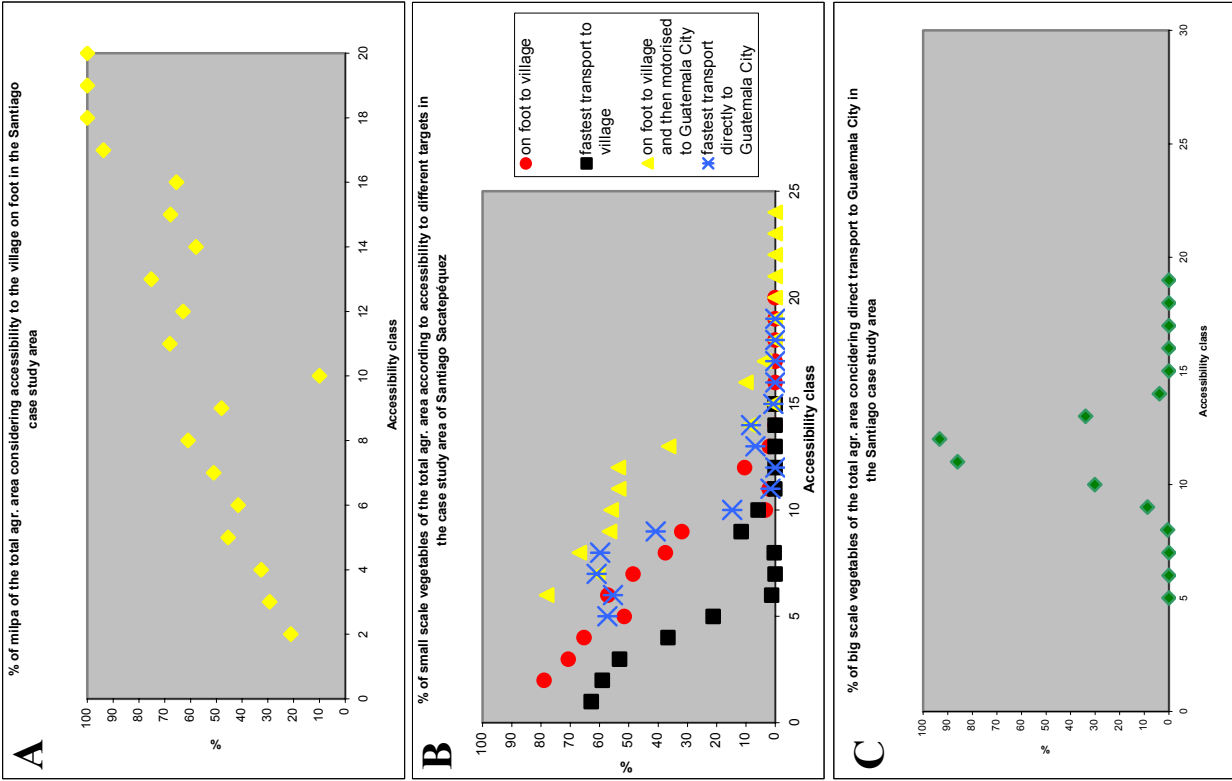 A
% of milpa of the total agr. area considering accessibility to the village on foot in the Santiago
case study area
100
90
80
70
60
50
40
30
20
10
0
%
0
2
4
6
8
10
12
14
16
18
20
Accessibility class
B
% of small scale vegetables of the total agr. area according to accessibility to different targets in
the case study area of Santiago Sacatepéquez
100
90
80
70
60
50
40
30
20
10
0
%
0
5
10
15
20
25
Accessibility class
on foot to village
fastest transport to
village
on foot to village
and then motorised
to Guatemala City
fastest transport
directly to
Guatemala City
C
% of big scale vegetables of the total agr. area concidering direct transport to Guatemala City in
the Santiago case study area
100
90
80
70
60
50
40
30
20
10
0
%
0
5
10
15
20
25
30
Accessibility class